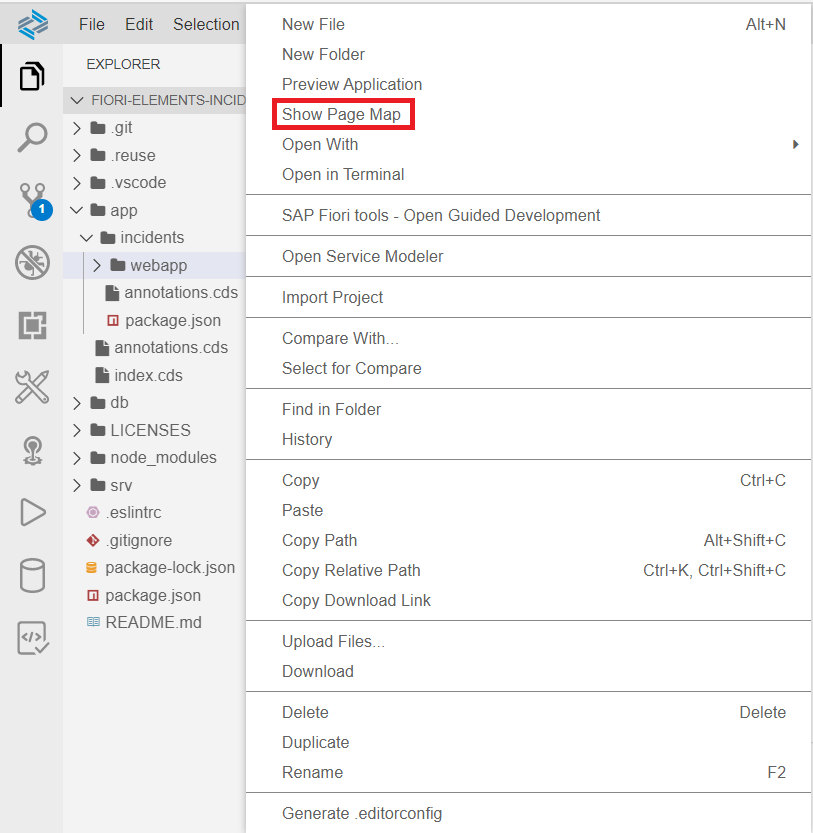 File Edit Selection
EXPLORER
FIORI-ELEMENTS-INCID
.git
.reuse
.vscode
app
incidents
webapp
annotations.cds
package.json
annotations.cds
index.cds
db
LICENSES
node_modules
srv
.eslintrc
.gitignore
package-lock.json
package.json
README.md
1
New File Alt+N
New Folder
Preview Application
Show Page Map
Open With
Open in Terminal
SAP Fiori tools - Open Guided Development
Open Service Modeler
Import Project
Compare With...
Select for Compare
Find in Folder
History
Copy Ctrl+C
Paste
Copy Path Alt+Shift+C
Copy Relative Path Ctrl+K, Ctrl+Shift+C
Copy Download Link
Upload Files...
Download
Delete Delete
Duplicate
Rename F2
Generate .editorconfig